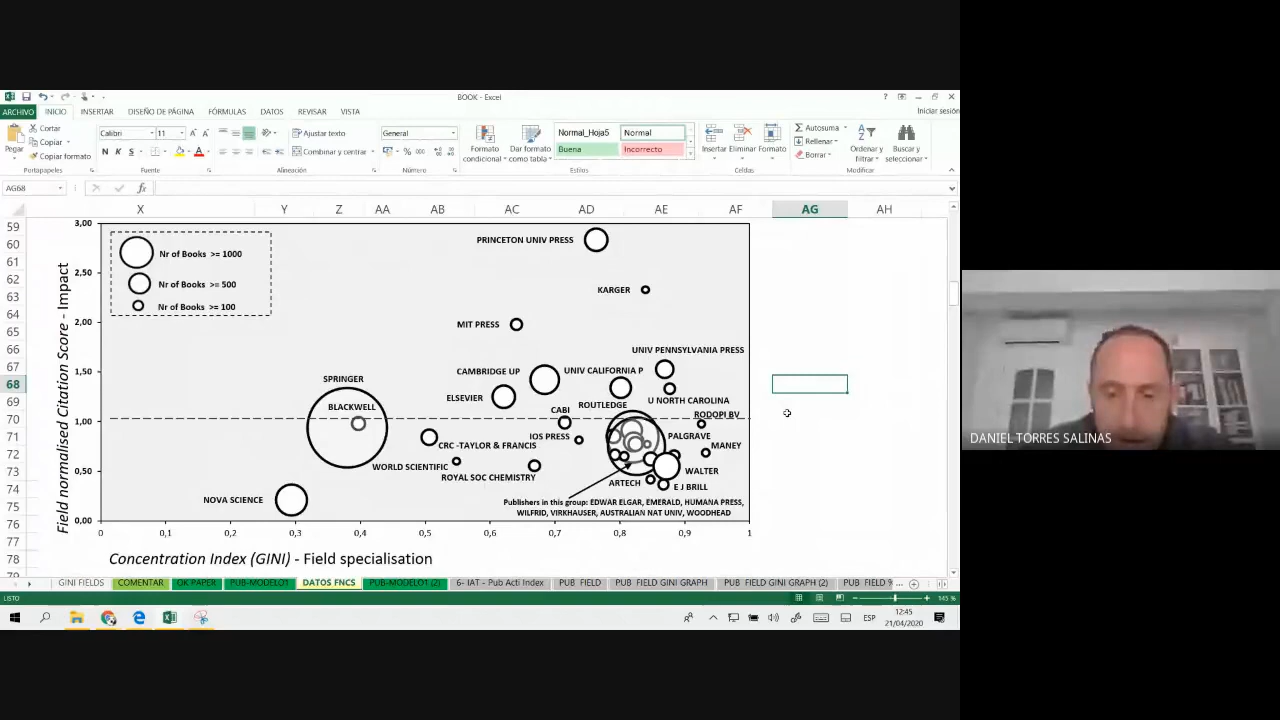 BOOK - Excel
ARCHIVO INICIO INSERTAR DISEÑO DE PÁGINA FÓRMULAS DATOS REVISAR VISTA Iniciar sesión
Pegar
Cortar
Copiar
Copiar formato
Portapapeles
Calibri 11
N K S
Fuente
Ajustar texto
Combinar y centrar
Alineación
General
% 000
Número
Formato condicional
Dar formato como tabla
Normal_Hoja5 Normal
Buena Incorrecto
Estilos
Insertar Eliminar Formato
Celdas
Autosuma
Rellenar
Borrar
Ordenar y filtrar
Buscar y seleccionar
Modificar
AG68
X Y Z AA AB AC AD AE AF AG AH
59
60
61
62
63
64
65
66
67
68
69
70
71
72
73
74
75
76
77
78
Field normalised Citation Score - Impact
3,00
2,50
2,00
1,50
1,00
0,50
0,00
Nr of Books >= 1000
Nr of Books >= 500
Nr of Books >= 100
PRINCETON UNIV PRESS
KARGER
MIT PRESS
UNIV PENNSYLVANIA PRESS
CAMBRIDGE UP
UNIV CALIFORNIA P
SPRINGER
ELSEVIER
U NORTH CAROLINA
BLACKWELL
CABI
ROUTLEDGE
RODOPI BV
IOS PRESS
PALGRAVE
CRC -TAYLOR & FRANCIS
MANEY
WORLD SCIENTIFIC
WALTER
ROYAL SOC CHEMISTRY
ARTECH
E J BRILL
NOVA SCIENCE
Publishers in this group: EDWAR ELGAR, EMERALD, HUMANA PRESS,
WILFRID, VIRKHAUSER, AUSTRALIAN NAT UNIV, WOODHEAD
0 0,1 0,2 0,3 0,4 0,5 0,6 0,7 0,8 0,9 1
Concentration Index (GINI) - Field specialisation
GINI FIELDS COMENTAR OK PAPER PUB-MODELO1 DATOS FNCS PUB-MODELO1 (2) 6- IAT - Pub Acti Index PUB FIELD PUB FIELD GINI GRAPH PUB FIELD GINI GRAPH (2) PUB FIELD
LISTO 145 %
ESP
12:45
21/04/2020
DANIEL TORRES SALINAS